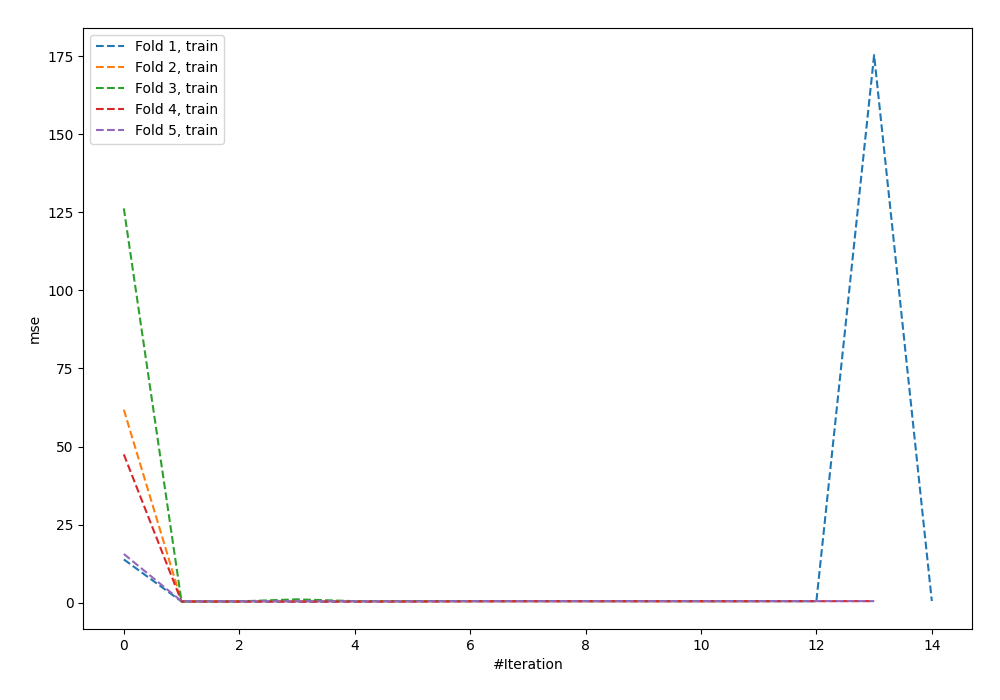 Fold 1, train
Fold 2, train
Fold 3, train
Fold 4, train
Fold 5, train
175
150
125
100
75
50
25
0
mse
0 2 4 6 8 10 12 14
#Iteration